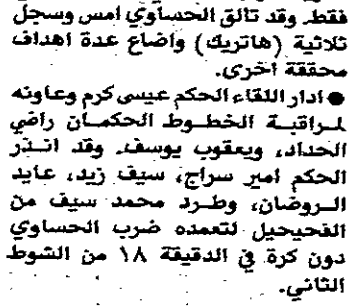 فقط. وقد تالق الحساوي امس وسجل
ثلاثية (هاتريك) واضاع عدة اهداف
محققة اخرى.
● ادار اللقاء الحكم عيسى كرم وعاونه
لمراقبة الخطوط الحكمان راضي
الحداد، ويعقوب يوسف. وقد انذر
الحكم امير سراج، سيف زيد، عايد
الروضان، وطرد محمد سيف من
الفحيحيل لتعمده ضرب الحساوي
دون كرة في الدقيقة ١٨ من الشوط
الثاني.